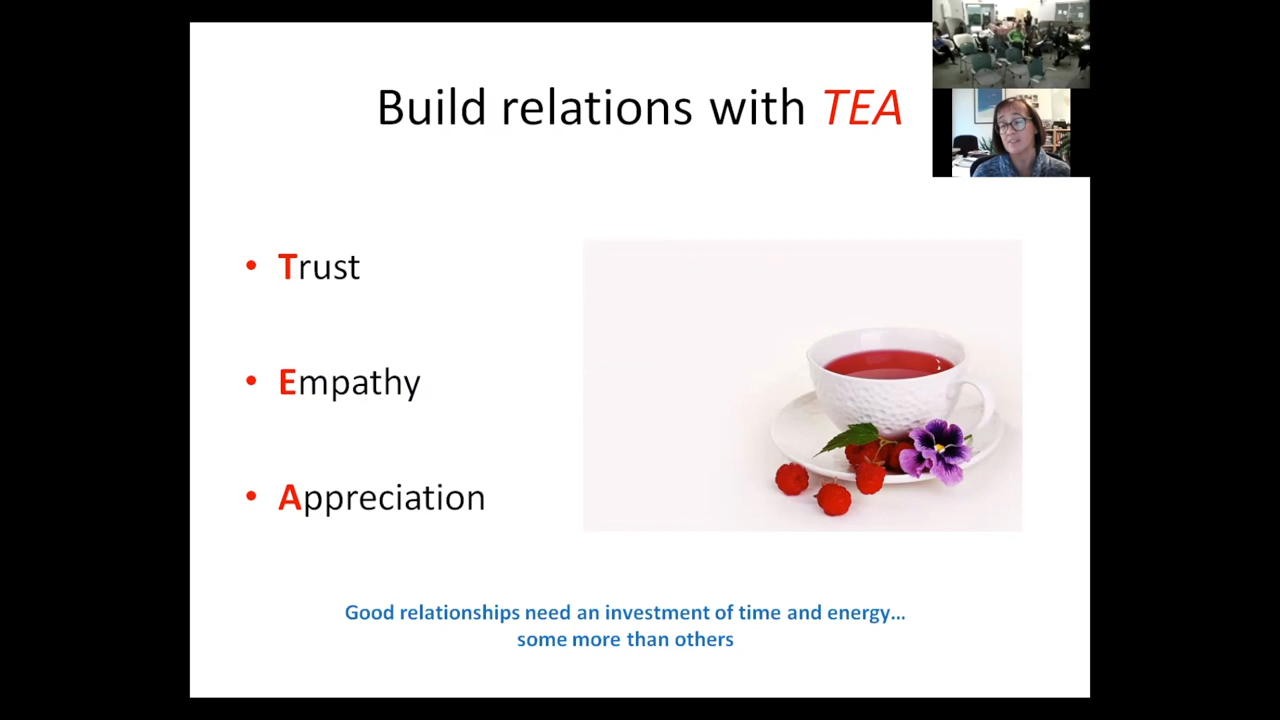 Build relations with TEA
• Trust
• Empathy
• Appreciation
Good relationships need an investment of time and energy...
some more than others